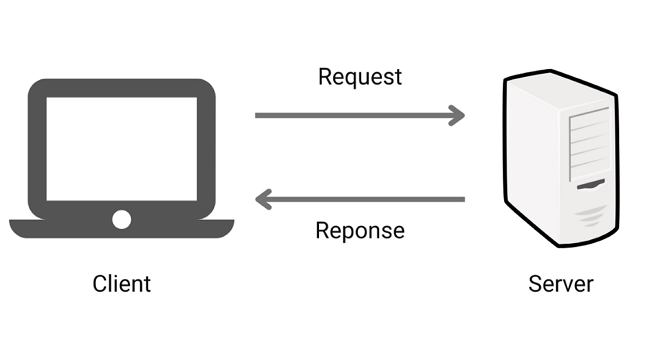 Request
Reponse
Client
Server